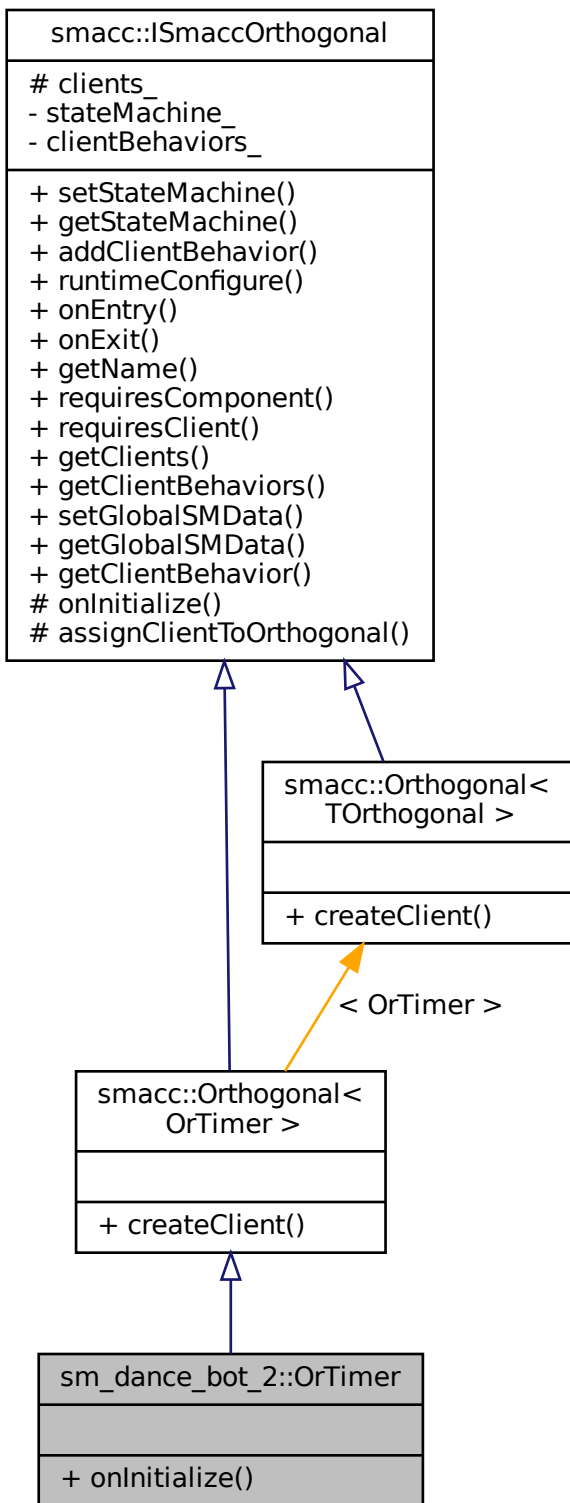 smacc::ISmaccOrthogonal
# clients_
- stateMachine_
- clientBehaviors_
+ setStateMachine()
+ getStateMachine()
+ addClientBehavior()
+ runtimeConfigure()
+ onEntry()
+ onExit()
+ getName()
+ requiresComponent()
+ requiresClient()
+ getClients()
+ getClientBehaviors()
+ setGlobalSMData()
+ getGlobalSMData()
+ getClientBehavior()
# onInitialize()
# assignClientToOrthogonal()
smacc::Orthogonal<
TOrthogonal >
+ createClient()
< OrTimer >
smacc::Orthogonal<
OrTimer >
+ createClient()
sm_dance_bot_2::OrTimer
+ onInitialize()